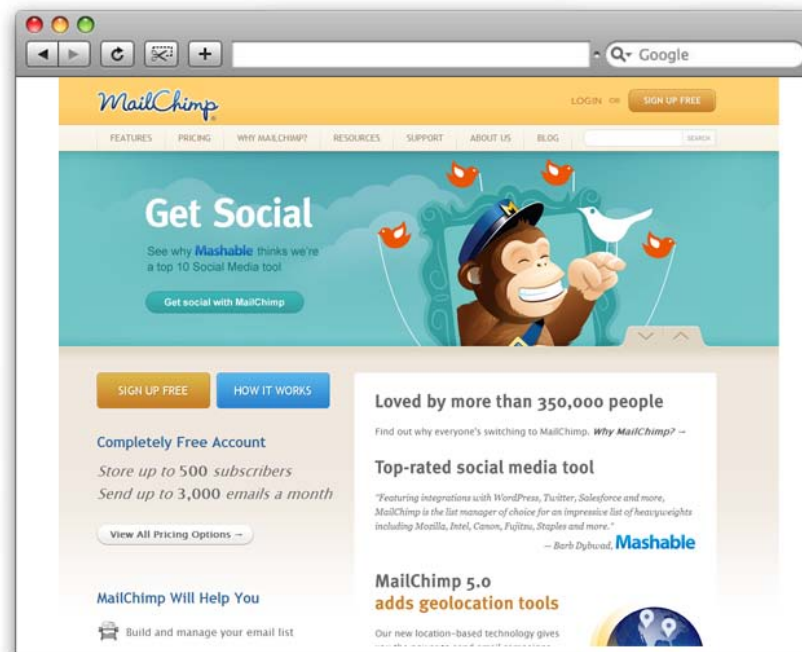 Google
MailChimp
LOGIN OR SIGN UP FREE
FEATURES PRICING WHY MAILCHIMP? RESOURCES SUPPORT ABOUT US BLOG SEARCH
Get Social
See why Mashable thinks we're
a top 10 Social Media tool
Get social with MailChimp
SIGN UP FREE HOW IT WORKS
Completely Free Account
Store up to 500 subscribers
Send up to 3,000 emails a month
View All Pricing Options →
MailChimp Will Help You
Build and manage your email list
Loved by more than 350,000 people
Find out why everyone's switching to MailChimp. Why MailChimp? →
Top-rated social media tool
"Featuring integrations with WordPress, Twitter, Salesforce and more,
MailChimp is the list manager of choice for an impressive list of heavyweights
including Mozilla, Intel, Canon, Fujitsu, Staples and more."
— Barb Dybwad, Mashable
MailChimp 5.0
adds geolocation tools
Our new location-based technology gives